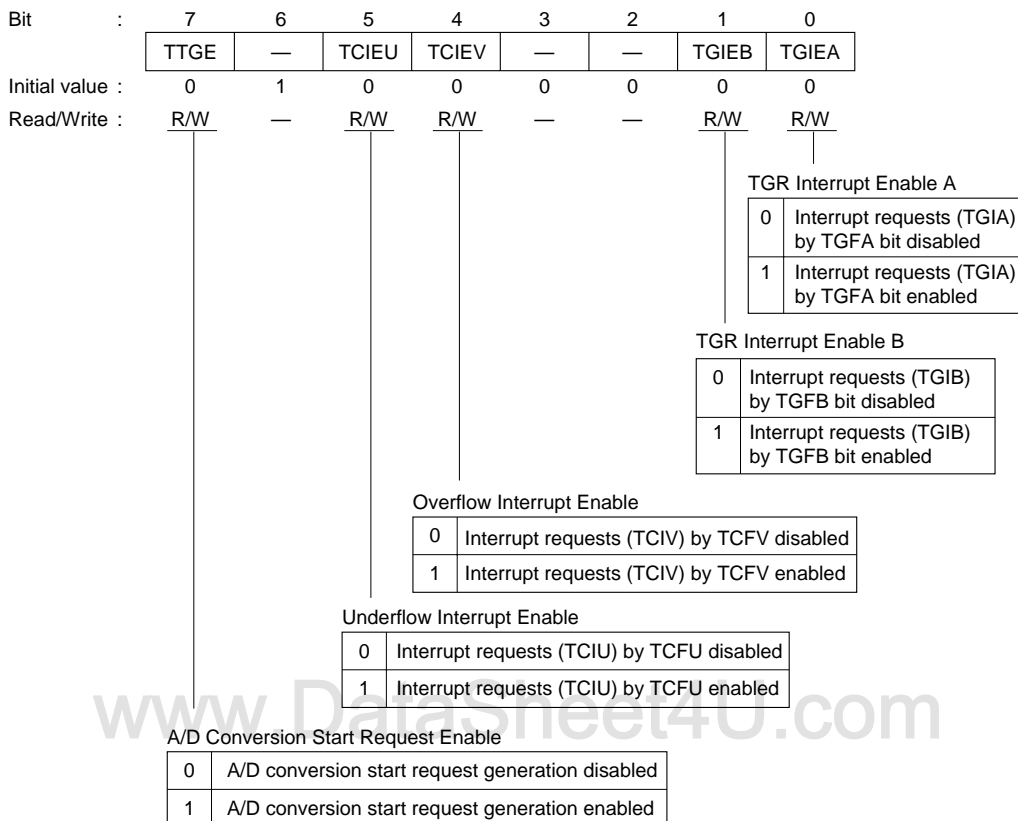 Bit : 7 6 5 4 3 2 1 0
TTGE — TCIEU TCIEV — — TGIEB TGIEA
Initial value : 0 1 0 0 0 0 0 0
Read/Write : R/W — R/W R/W — — R/W R/W
TGR Interrupt Enable A
0 Interrupt requests (TGIA)
by TGFA bit disabled
1 Interrupt requests (TGIA)
by TGFA bit enabled
TGR Interrupt Enable B
0 Interrupt requests (TGIB)
by TGFB bit disabled
1 Interrupt requests (TGIB)
by TGFB bit enabled
Overflow Interrupt Enable
0 Interrupt requests (TCIV) by TCFV disabled
1 Interrupt requests (TCIV) by TCFV enabled
Underflow Interrupt Enable
0 Interrupt requests (TCIU) by TCFU disabled
1 Interrupt requests (TCIU) by TCFU enabled
www.DataSheet4U.com
A/D Conversion Start Request Enable
0 A/D conversion start request generation disabled
1 A/D conversion start request generation enabled